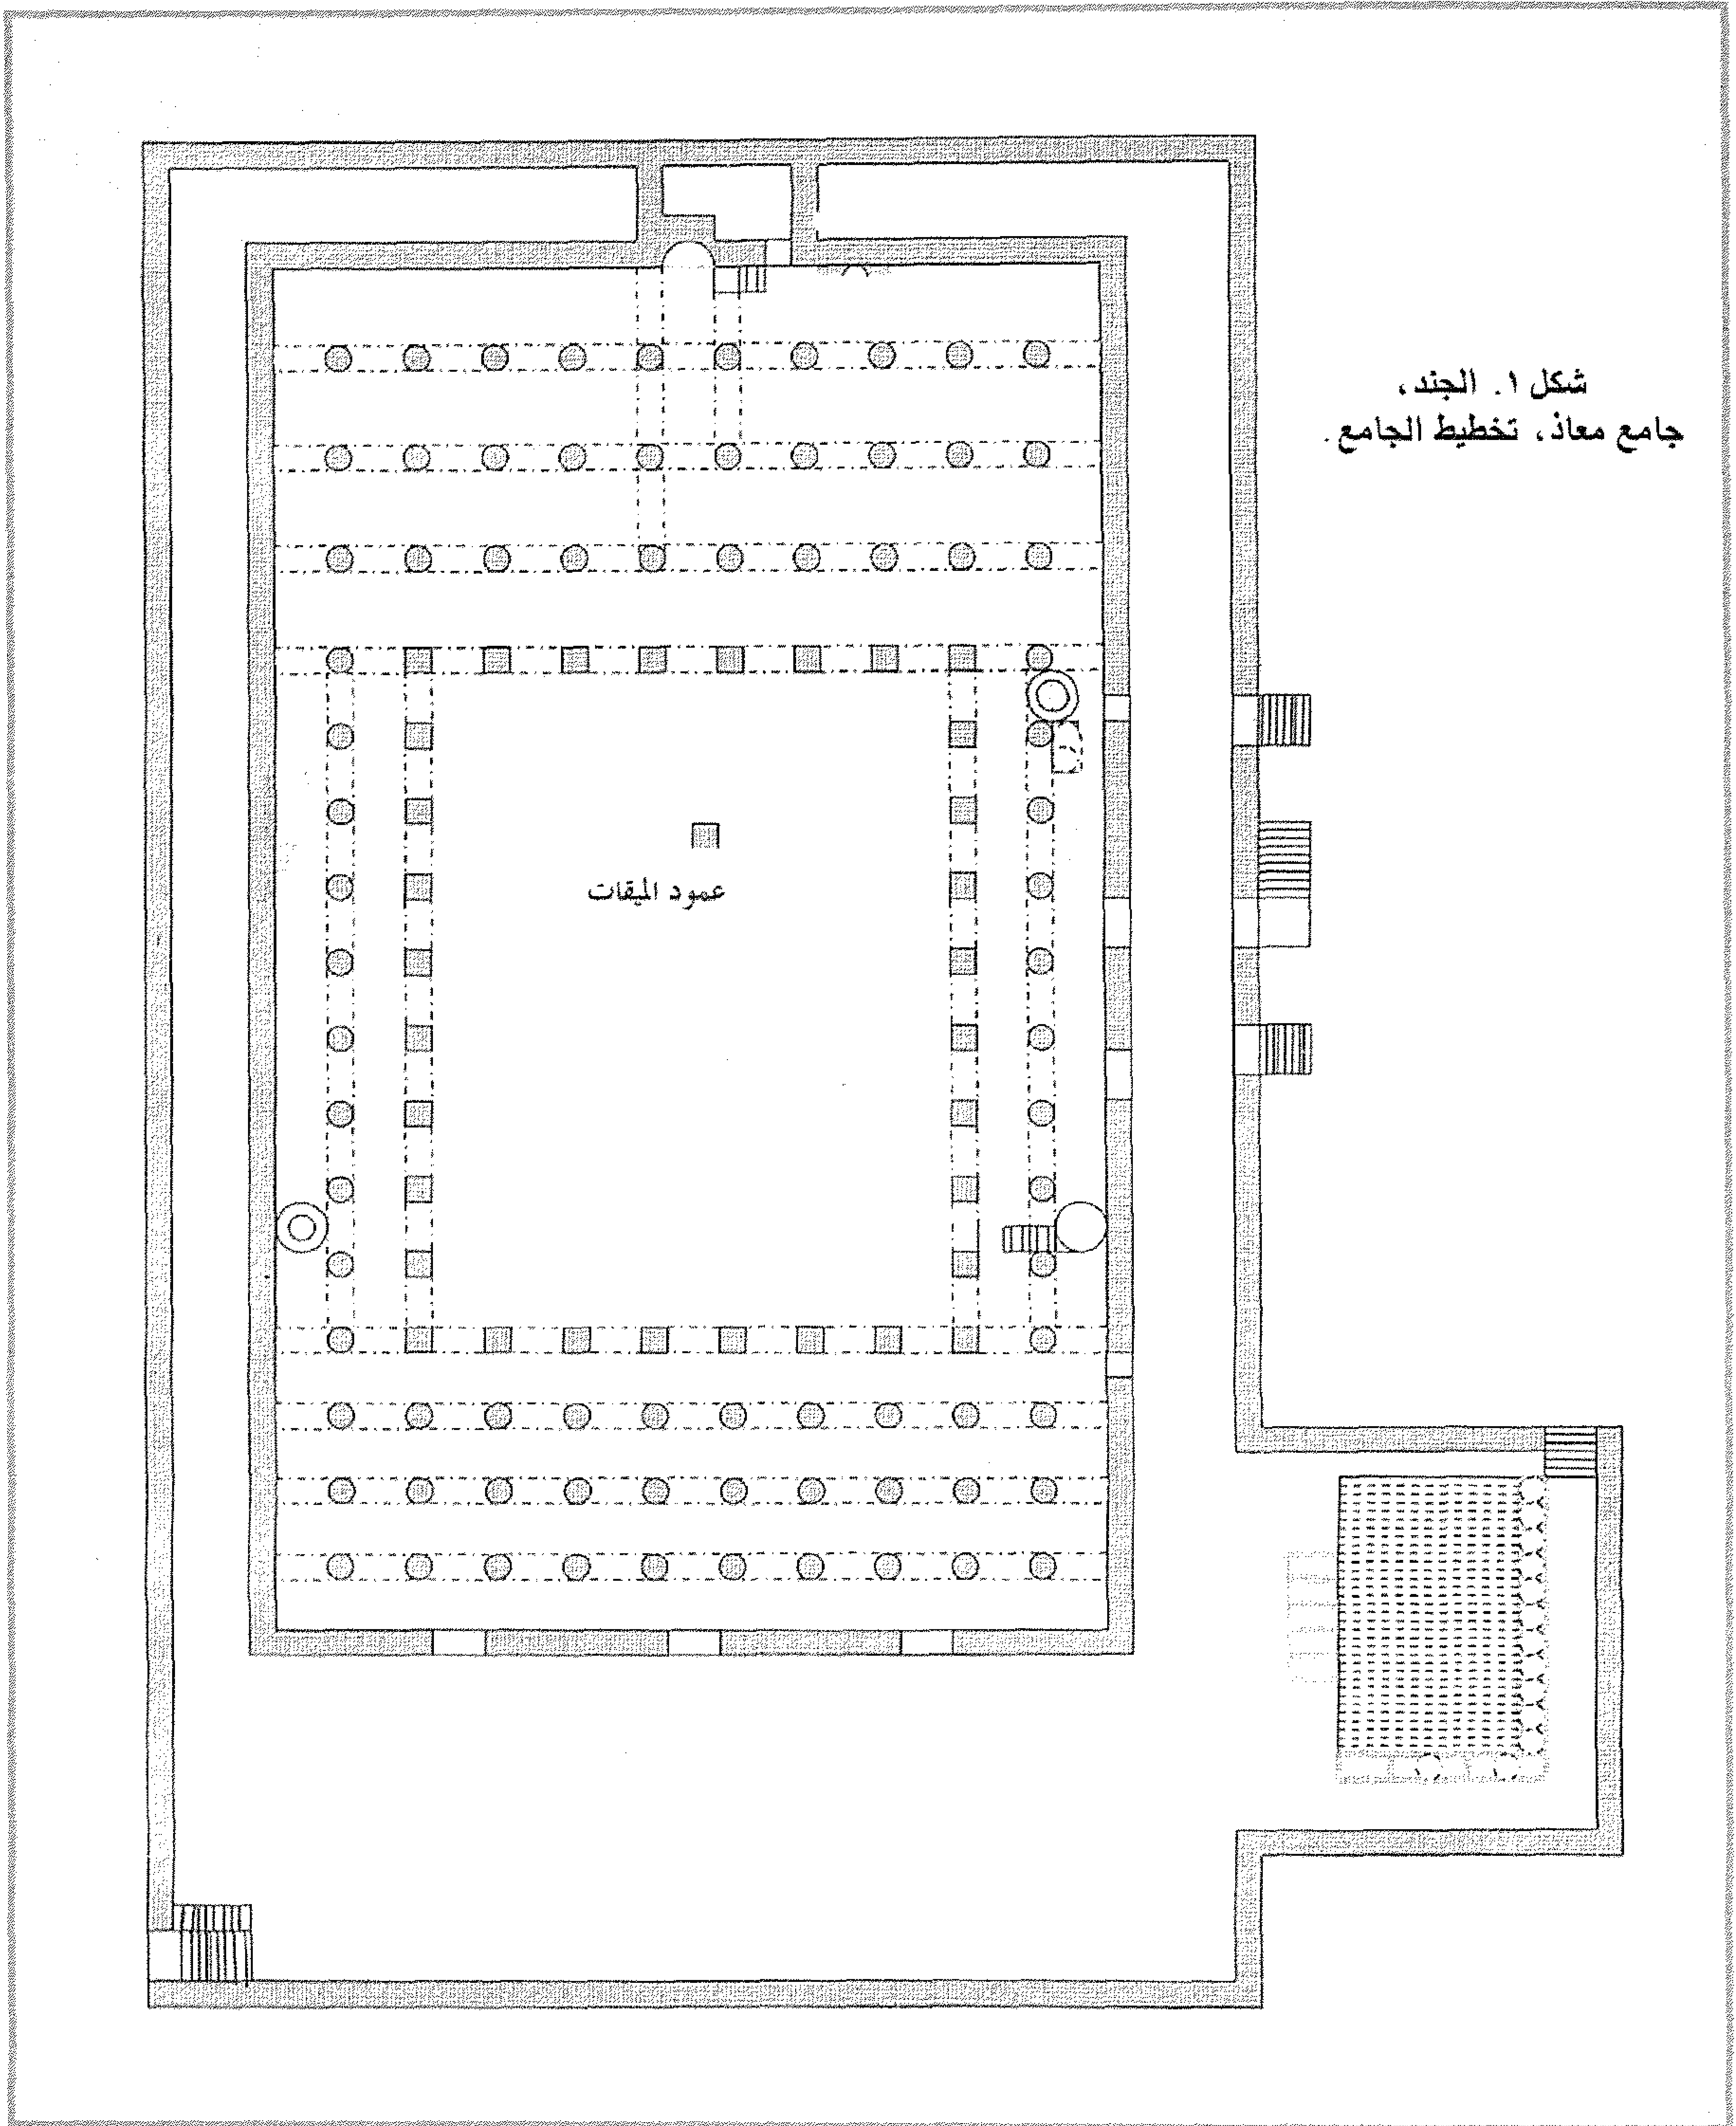 شكل ١. الجند،
جامع معاذ، تخطيط الجامع.
عمود الميقات